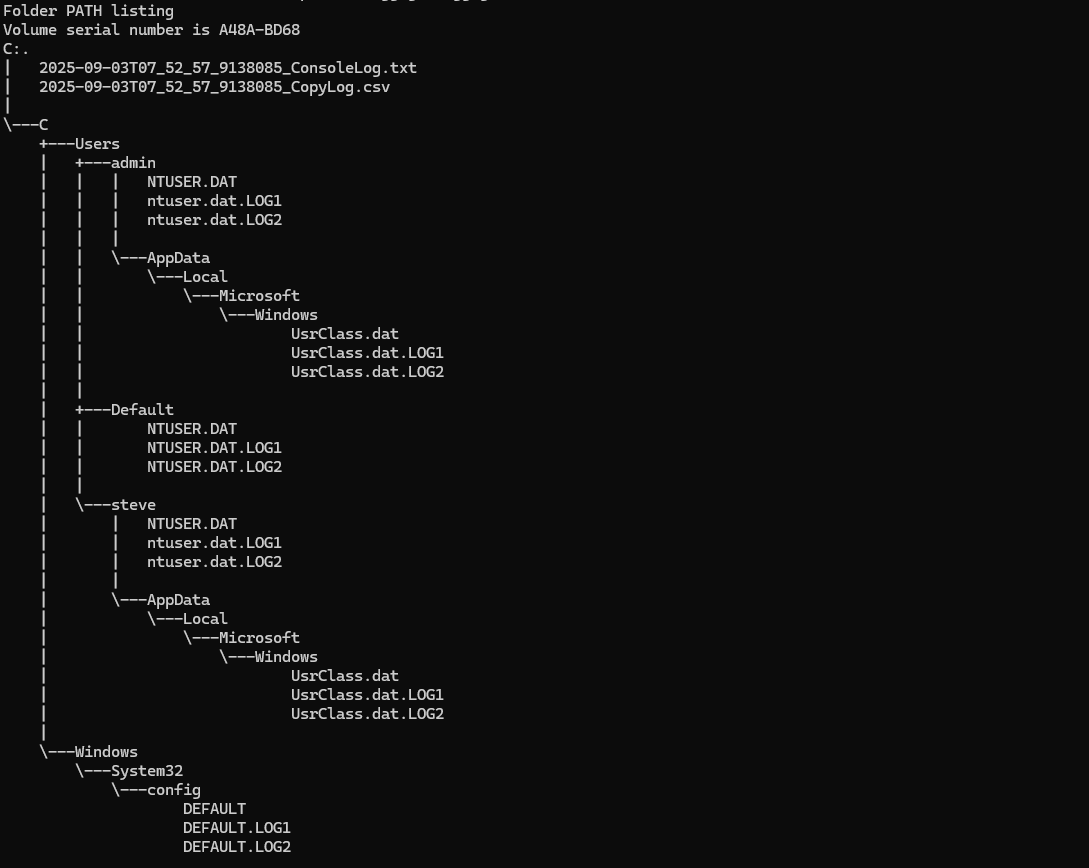 Folder PATH listing
Volume serial number is A48A-BD68
C:.
|   2025-09-03T07_52_57_9138085_ConsoleLog.txt
|   2025-09-03T07_52_57_9138085_CopyLog.csv
|
\---C
    +---Users
    |   +---admin
    |   |   |   NTUSER.DAT
    |   |   |   ntuser.dat.LOG1
    |   |   |   ntuser.dat.LOG2
    |   |   |
    |   |   \---AppData
    |   |       \---Local
    |   |           \---Microsoft
    |   |               \---Windows
    |   |                       UsrClass.dat
    |   |                       UsrClass.dat.LOG1
    |   |                       UsrClass.dat.LOG2
    |   |
    |   +---Default
    |   |       NTUSER.DAT
    |   |       NTUSER.DAT.LOG1
    |   |       NTUSER.DAT.LOG2
    |   |
    |   \---steve
    |       |   NTUSER.DAT
    |       |   ntuser.dat.LOG1
    |       |   ntuser.dat.LOG2
    |       |
    |       \---AppData
    |           \---Local
    |               \---Microsoft
    |                   \---Windows
    |                           UsrClass.dat
    |                           UsrClass.dat.LOG1
    |                           UsrClass.dat.LOG2
    |
    \---Windows
        \---System32
            \---config
                    DEFAULT
                    DEFAULT.LOG1
                    DEFAULT.LOG2